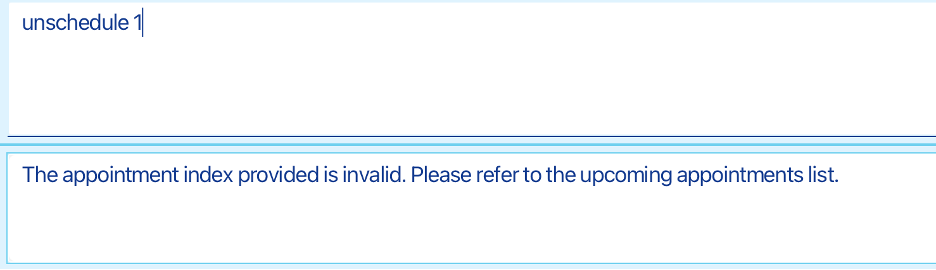 unschedule 1
The appointment index provided is invalid. Please refer to the upcoming appointments list.